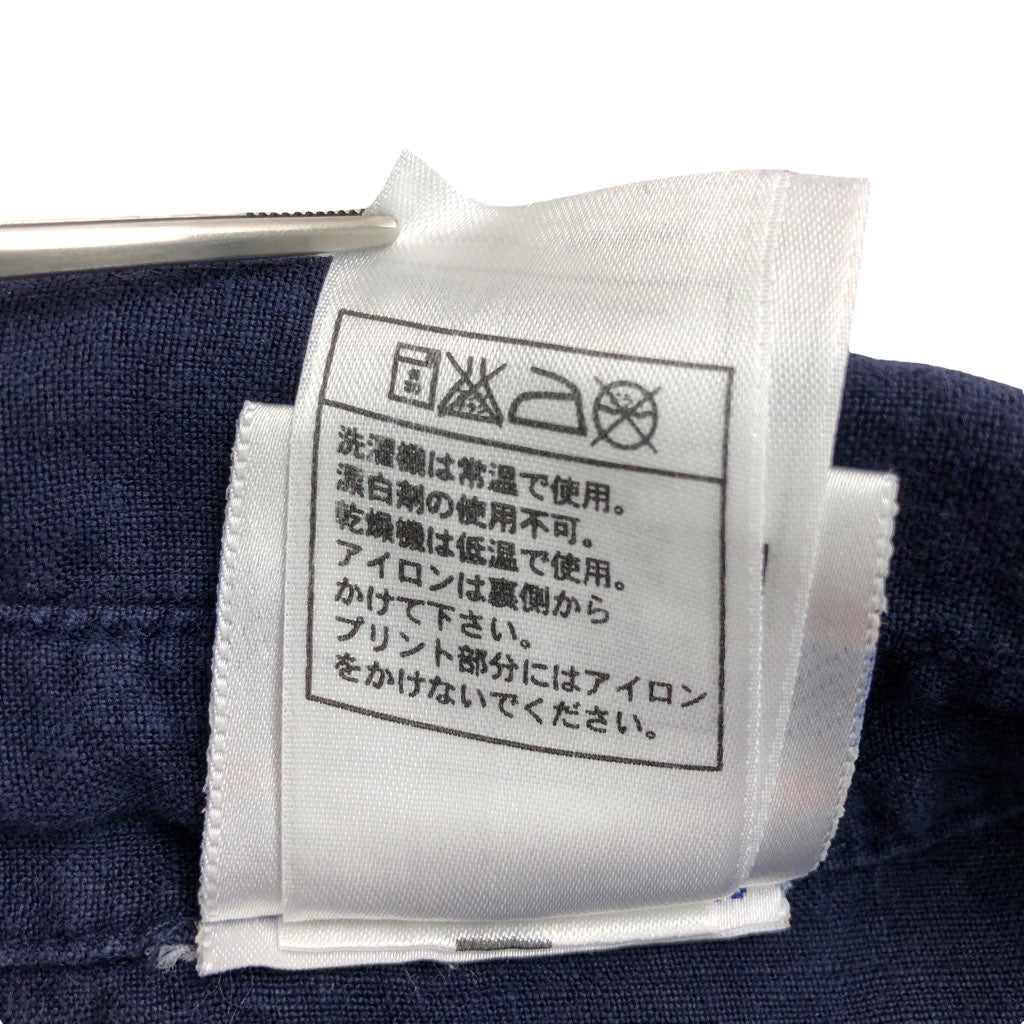 洗濯機は常温で使用。
漂白剤の使用不可。
乾燥機は低温で使用。
アイロンは裏側から
かけて下さい。
プリント部分にはアイロン
をかけないでください。